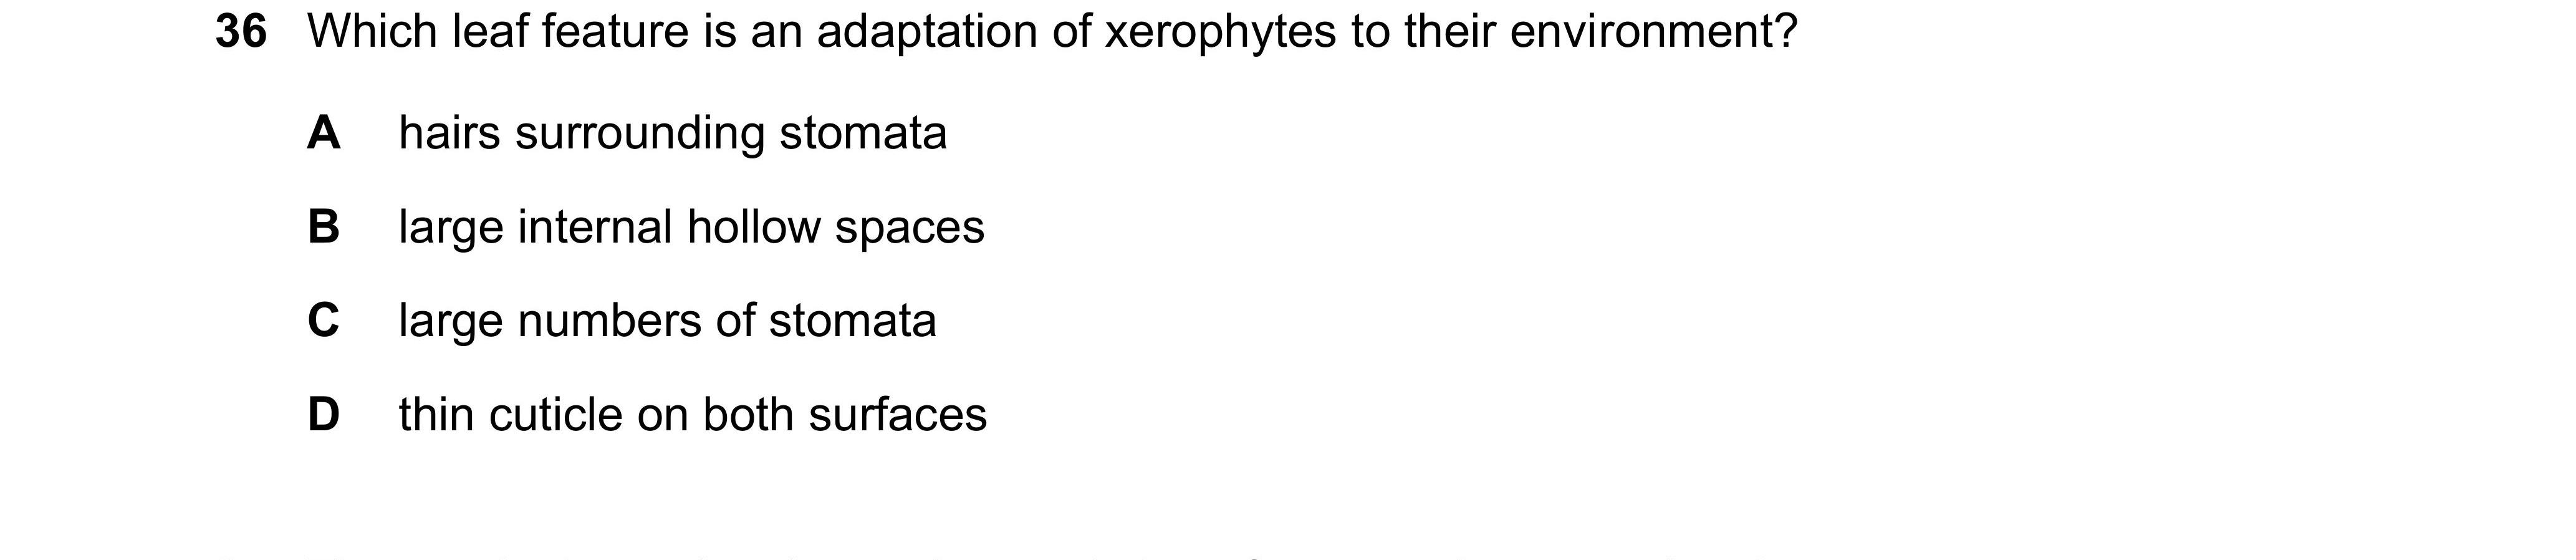 36 Which leaf feature is an adaptation of xerophytes to their environment?
A hairs surrounding stomata
B large internal hollow spaces
C large numbers of stomata
D thin cuticle on both surfaces